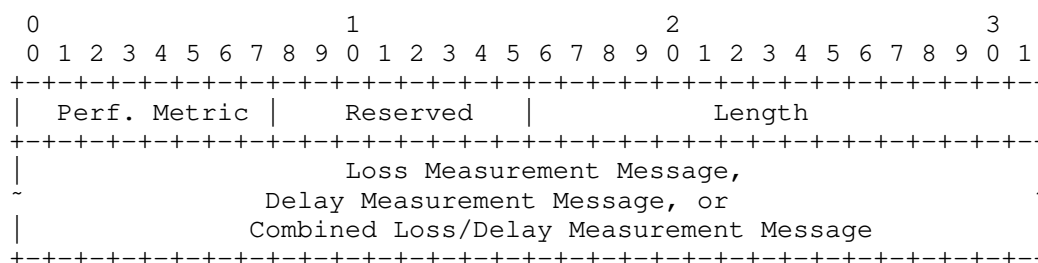 0                   1                   2                   3
 0 1 2 3 4 5 6 7 8 9 0 1 2 3 4 5 6 7 8 9 0 1 2 3 4 5 6 7 8 9 0 1
+-+-+-+-+-+-+-+-+-+-+-+-+-+-+-+-+-+-+-+-+-+-+-+-+-+-+-+-+-+-+-+-
|  Perf. Metric |    Reserved   |           Length
+-+-+-+-+-+-+-+-+-+-+-+-+-+-+-+-+-+-+-+-+-+-+-+-+-+-+-+-+-+-+-+-
|                    Loss Measurement Message,
~               Delay Measurement Message, or                   ~
|              Combined Loss/Delay Measurement Message
+-+-+-+-+-+-+-+-+-+-+-+-+-+-+-+-+-+-+-+-+-+-+-+-+-+-+-+-+-+-+-+-